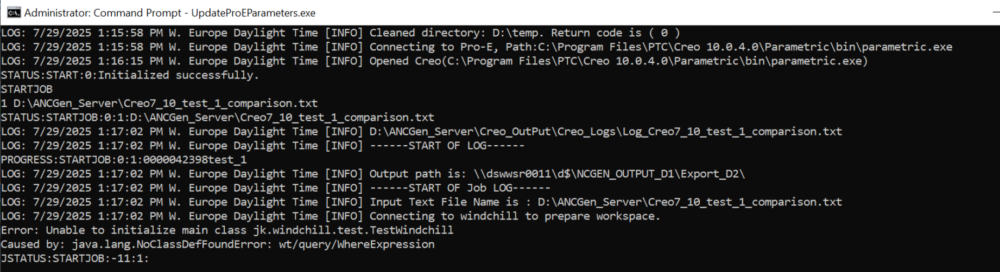 Administrator: Command Prompt - UpdateProEParameters.exe
LOG: 7/29/2025 1:15:58 PM W. Europe Daylight Time [INFO] Cleaned directory: D:\temp. Return code is ( 0 )
LOG: 7/29/2025 1:15:58 PM W. Europe Daylight Time [INFO] Connecting to Pro-E, Path:C:\Program Files\PTC\Creo 10.0.4.0\Parametric\bin\parametric.exe
LOG: 7/29/2025 1:16:15 PM W. Europe Daylight Time [INFO] Opened Creo(C:\Program Files\PTC\Creo 10.0.4.0\Parametric\bin\parametric.exe)
STATUS:START:0:Initialized successfully.
STARTJOB
1 D:\ANCGen_Server\Creo7_10_test_1_comparison.txt
STATUS:STARTJOB:0:1:D:\ANCGen_Server\Creo7_10_test_1_comparison.txt
LOG: 7/29/2025 1:17:02 PM W. Europe Daylight Time [INFO] D:\ANCGen_Server\Creo_OutPut\Creo_Logs\Log_Creo7_10_test_1_comparison.txt
LOG: 7/29/2025 1:17:02 PM W. Europe Daylight Time [INFO] ------START OF LOG------
PROGRESS:STARTJOB:0:1:0000042398test_1
LOG: 7/29/2025 1:17:02 PM W. Europe Daylight Time [INFO] Output path is: \\dswwsr0011\d$\NCGEN_OUTPUT_D1\Export_D2\
LOG: 7/29/2025 1:17:02 PM W. Europe Daylight Time [INFO] ------START OF Job LOG------
LOG: 7/29/2025 1:17:02 PM W. Europe Daylight Time [INFO] Input Text File Name is : D:\ANCGen_Server\Creo7_10_test_1_comparison.txt
LOG: 7/29/2025 1:17:02 PM W. Europe Daylight Time [INFO] Connecting to windchill to prepare workspace.
Error: Unable to initialize main class jk.windchill.test.TestWindchill
Caused by: java.lang.NoClassDefFoundError: wt/query/WhereExpression
JSTATUS:STARTJOB:-11:1: